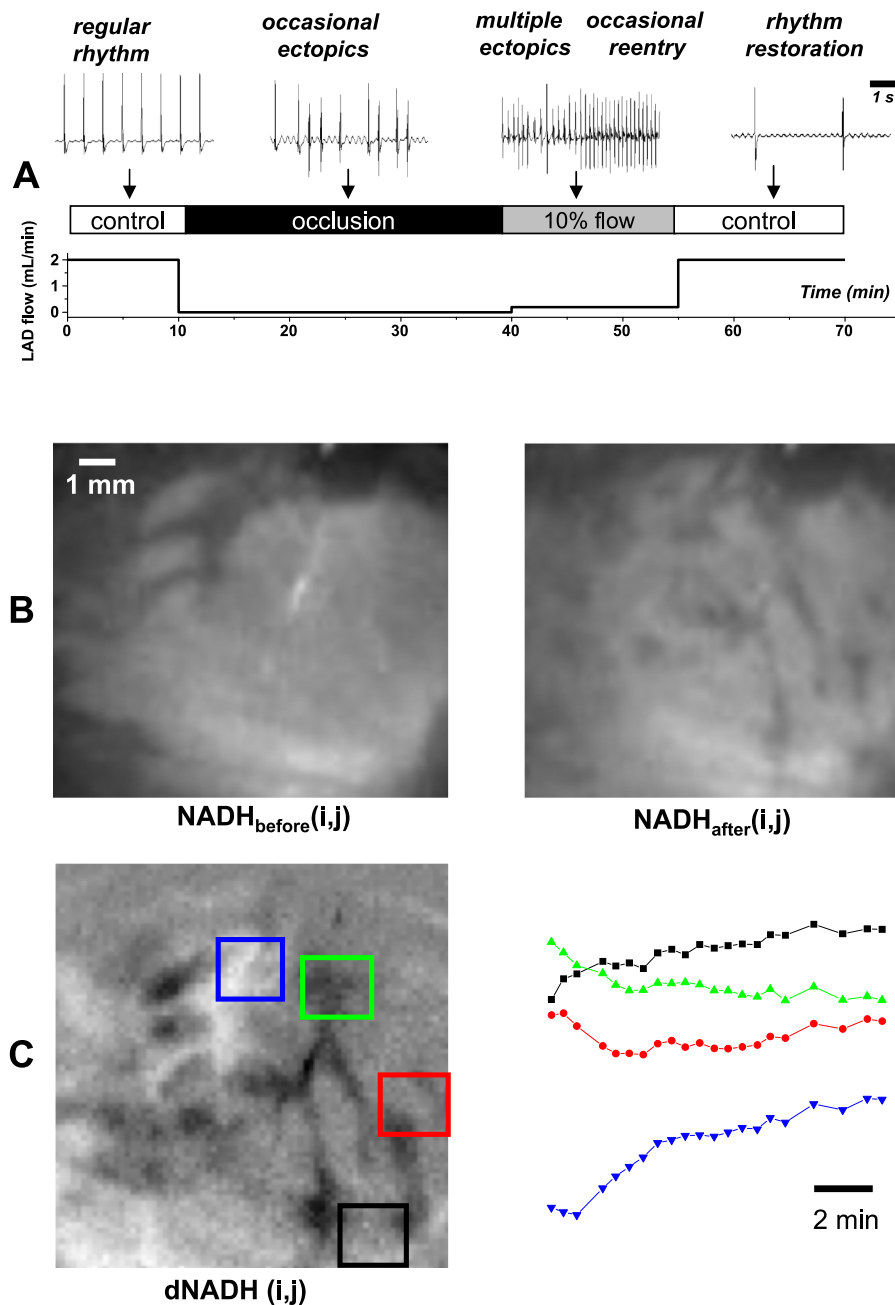 regular rhythm
occasional ectopics
multiple ectopics
occasional reentry
rhythm restoration
1 s
A
control
occlusion
10% flow
control
LAD flow (mL/min)
2
1
0
Time (min)
0 10 20 30 40 50 60 70
B
1 mm
NADHbefore(i,j)
NADHafter(i,j)
C
dNADH (i,j)
2 min